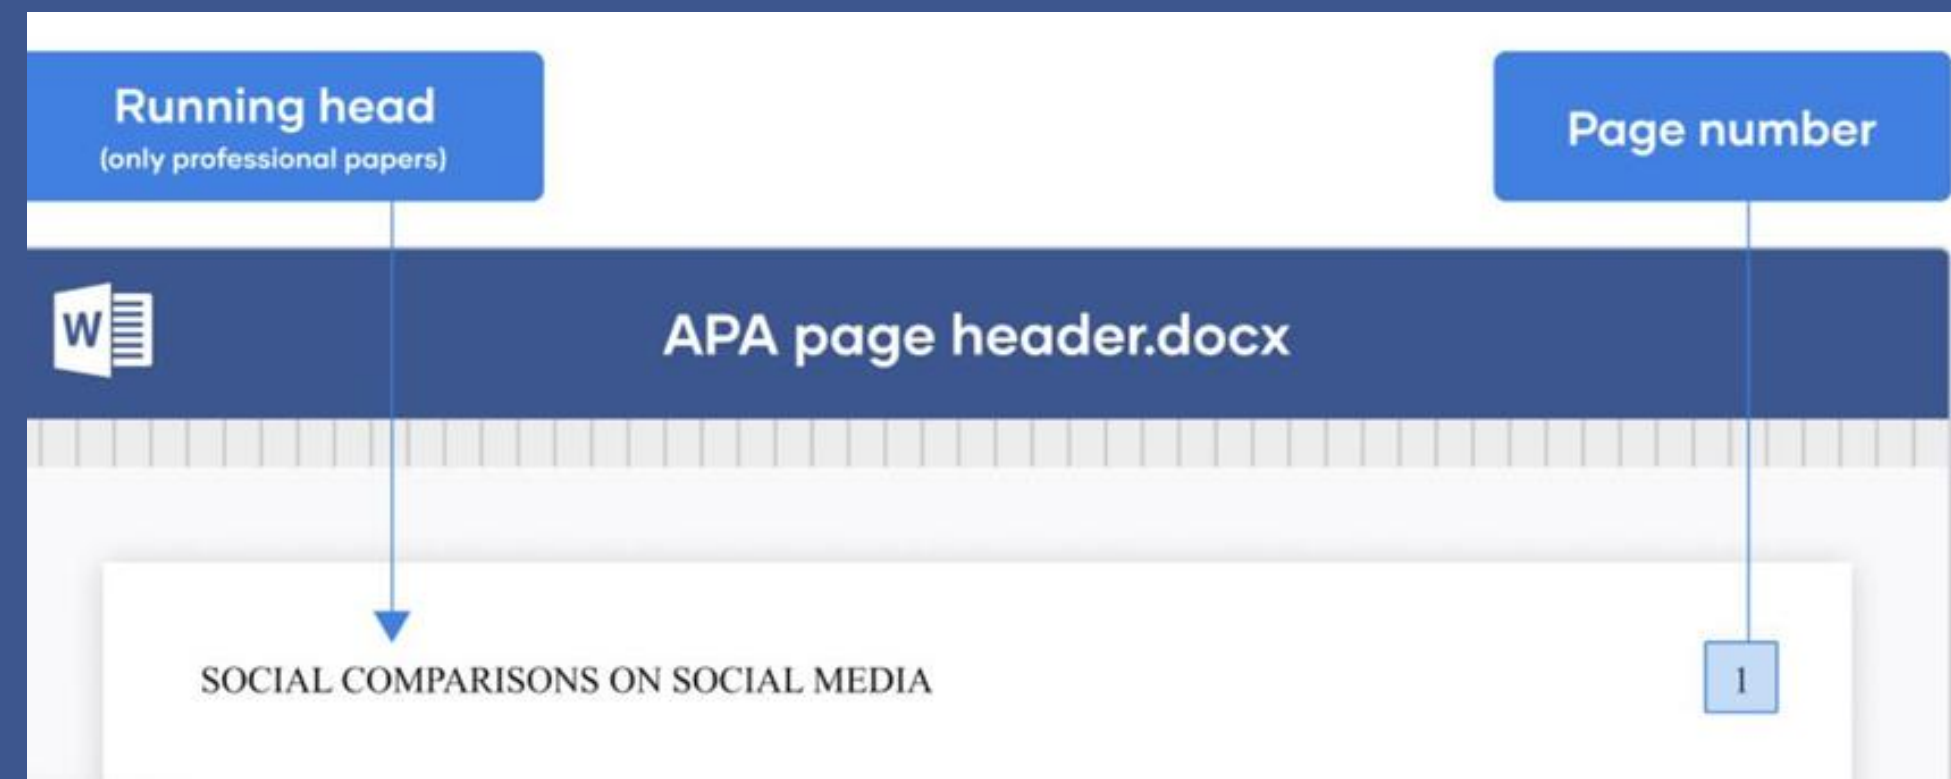 Running head
(only professional papers)
Page number
W
APA page header.docx
SOCIAL COMPARISONS ON SOCIAL MEDIA
1